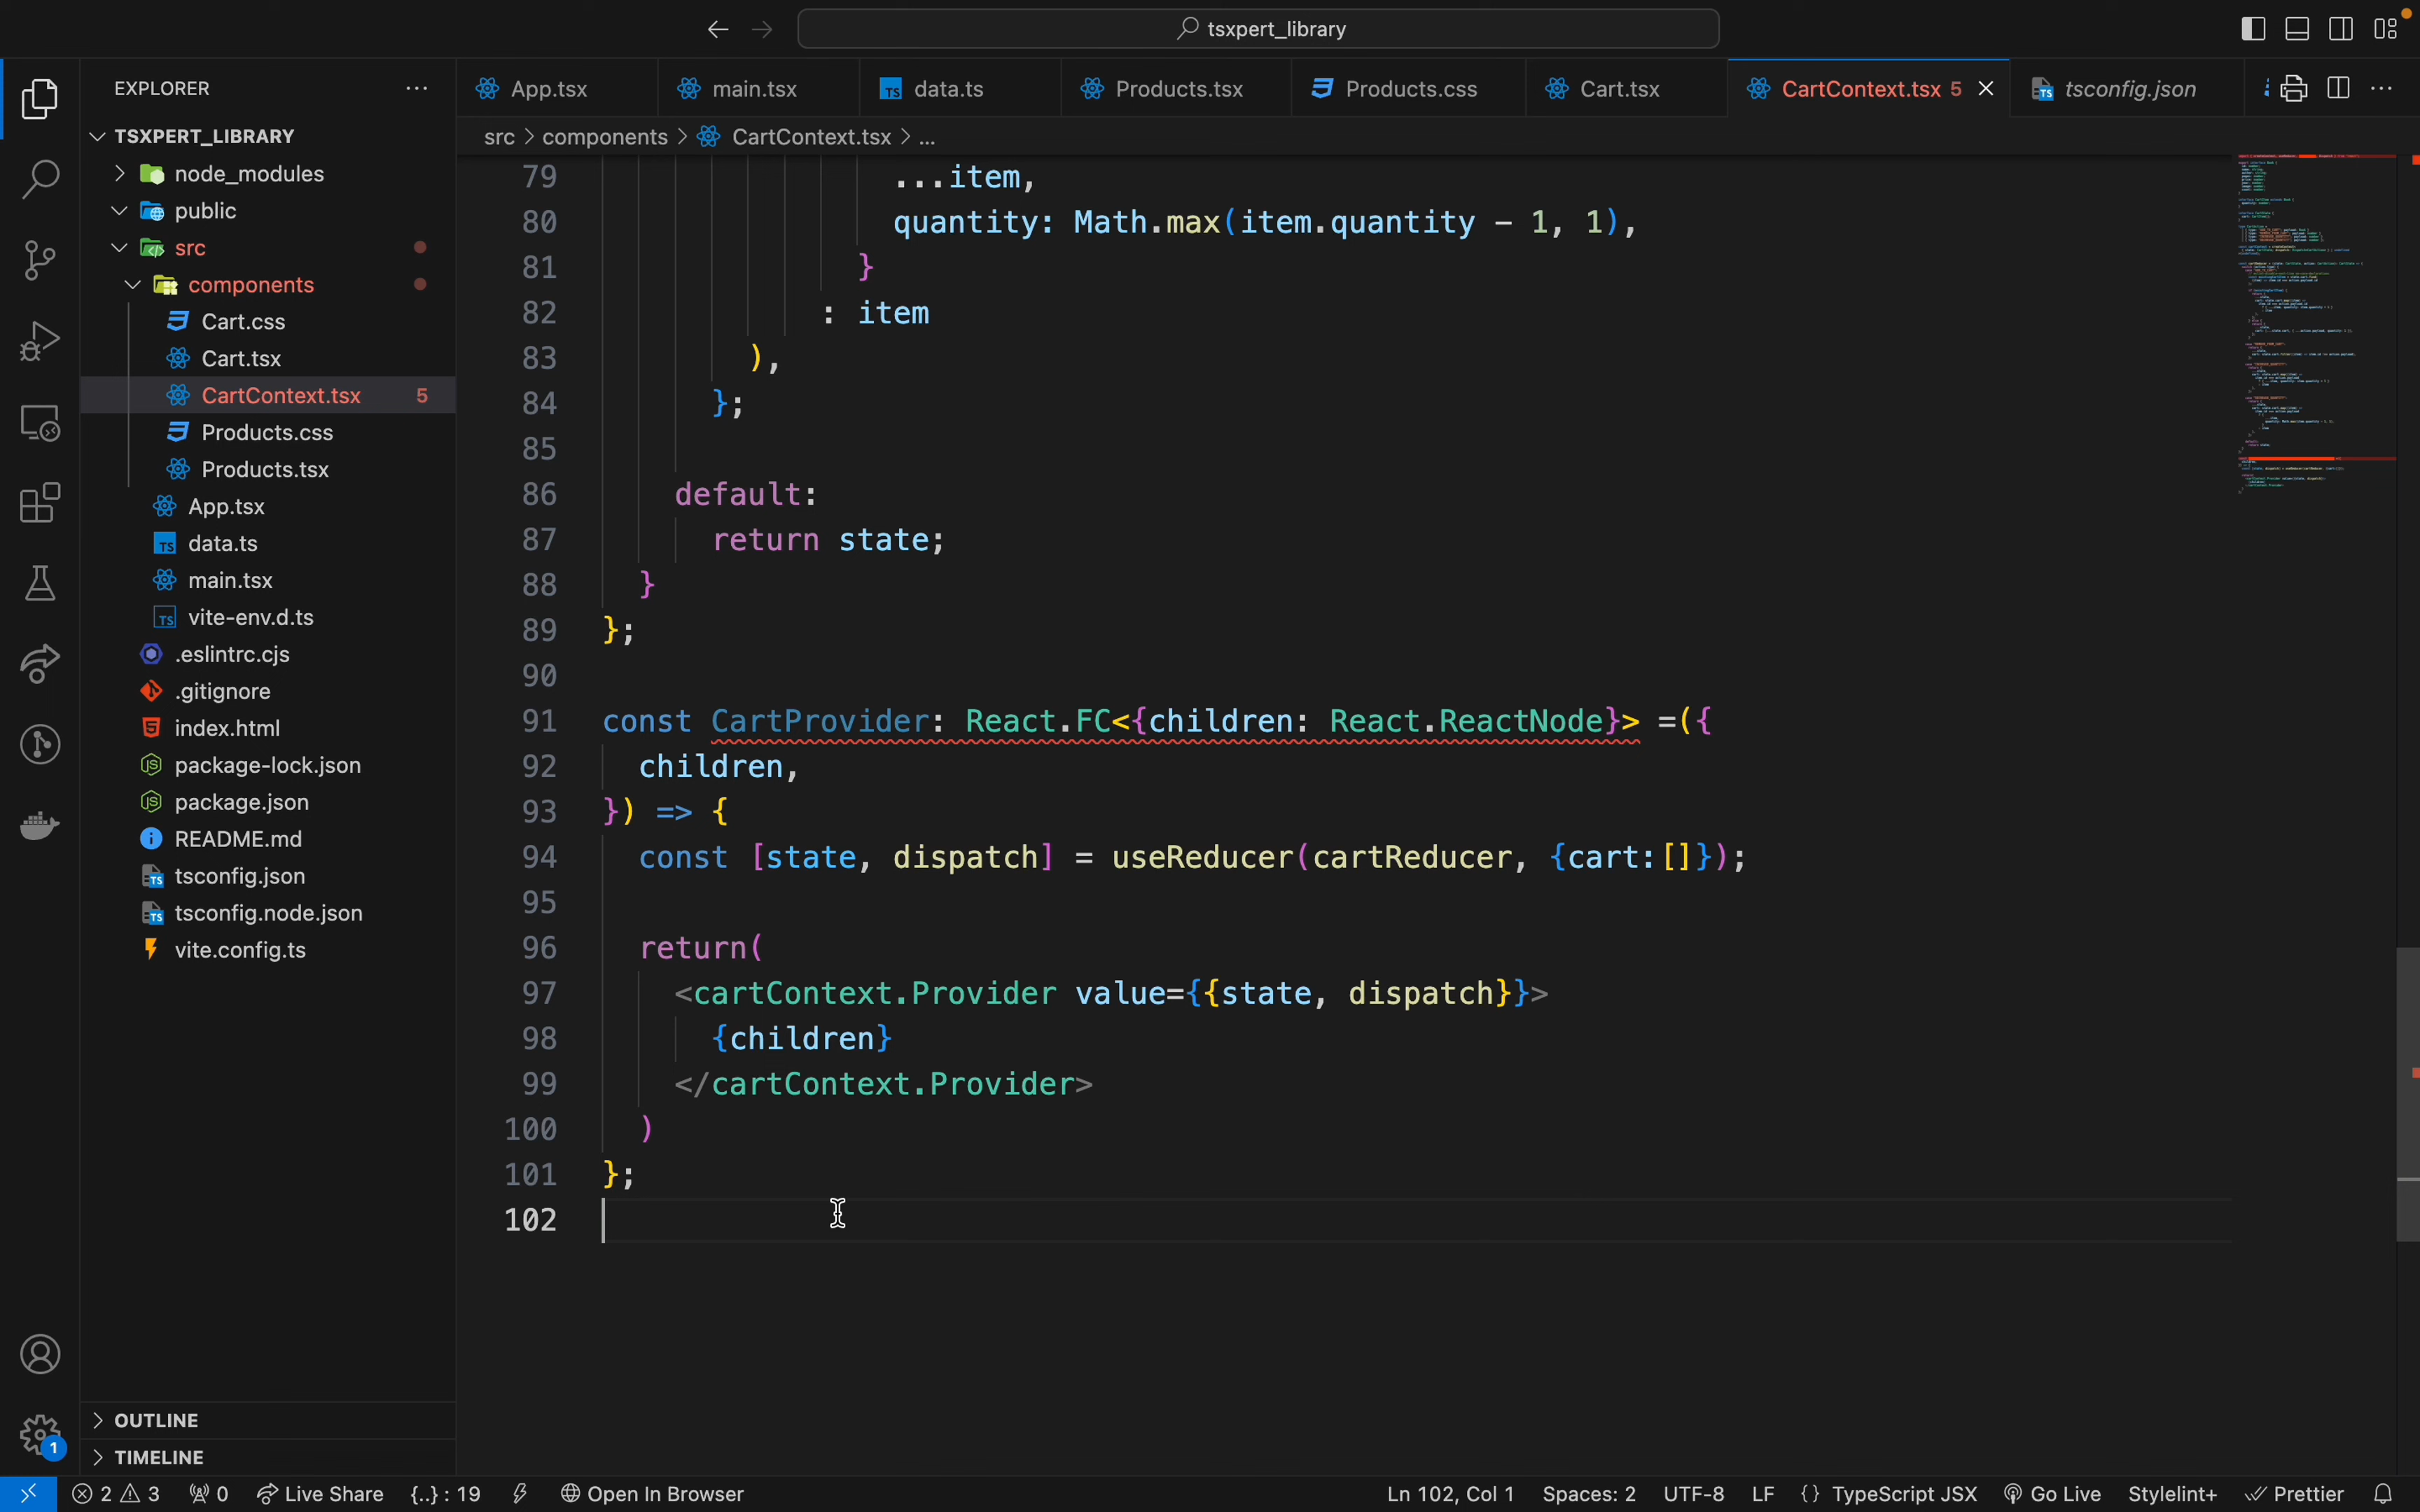 tsxpert_library
EXPLORER
TSXPERT_LIBRARY
node_modules
public
src
components
Cart.css
Cart.tsx
CartContext.tsx 5
Products.css
Products.tsx
App.tsx
TS data.ts
main.tsx
TS vite-env.d.ts
.eslintrc.cjs
.gitignore
index.html
package-lock.json
package.json
README.md
tsconfig.json
tsconfig.node.json
vite.config.ts
OUTLINE
TIMELINE
1
App.tsx main.tsx TS data.ts Products.tsx Products.css Cart.tsx CartContext.tsx 5 tsconfig.json
src > components > CartContext.tsx > ...
79 ...item,
80 quantity: Math.max(item.quantity - 1, 1),
81 }
82 : item
83 ),
84 };
85
86 default:
87 return state;
88 }
89 };
90
91 const CartProvider: React.FC<{children: React.ReactNode}> =({
92 children,
93 }) => {
94 const [state, dispatch] = useReducer(cartReducer, {cart:[]});
95
96 return(
97 <cartContext.Provider value={{state, dispatch}}>
98 {children}
99 </cartContext.Provider>
100 )
101 };
102
2 3 0 Live Share {..} : 19 Open In Browser Ln 102, Col 1 Spaces: 2 UTF-8 LF {} TypeScript JSX Go Live Stylelint+ Prettier